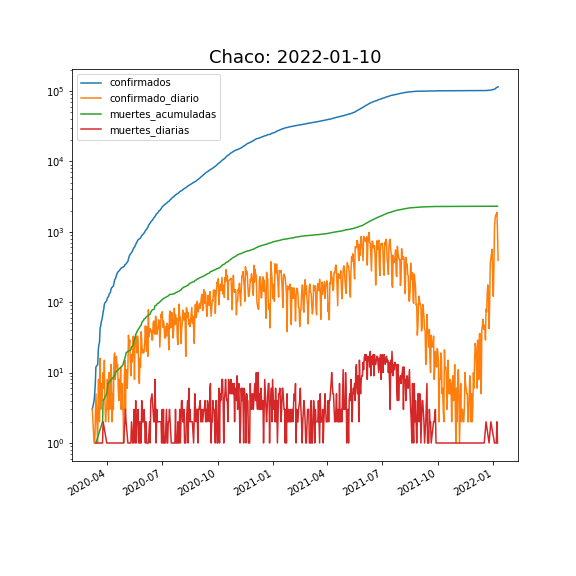 Chaco: 2022-01-10
confirmados
confirmado_diario
muertes_acumuladas
muertes_diarias
10⁵
10⁴
10³
10²
10¹
10⁰
2020-04
2020-07
2020-10
2021-01
2021-04
2021-07
2021-10
2022-01